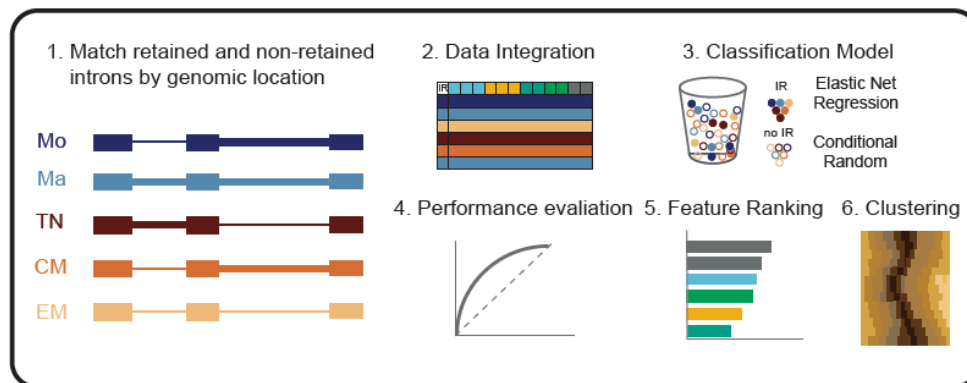 1. Match retained and non-retained
introns by genomic location
Mo
Ma
TN
CM
EM
2. Data Integration
IR
3. Classification Model
IR
Elastic Net
Regression
no IR
Conditional
Random
4. Performance evaliation
5. Feature Ranking
6. Clustering